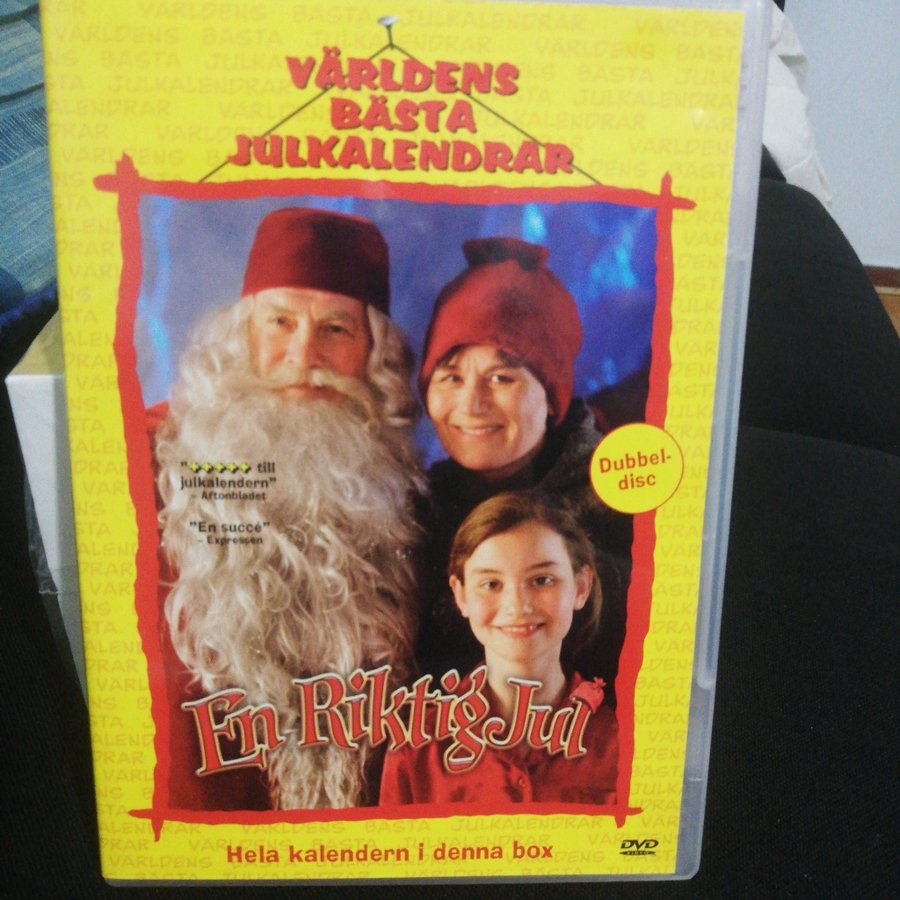 VÄRLDENS
BÄSTA
JULKALENDRAR
"+++++ till
julkalendern"
– Aftonbladet
"En succé"
– Expressen
Dubbel-
disc
En Riktig Jul
Hela kalendern i denna box
DVD
VIDEO